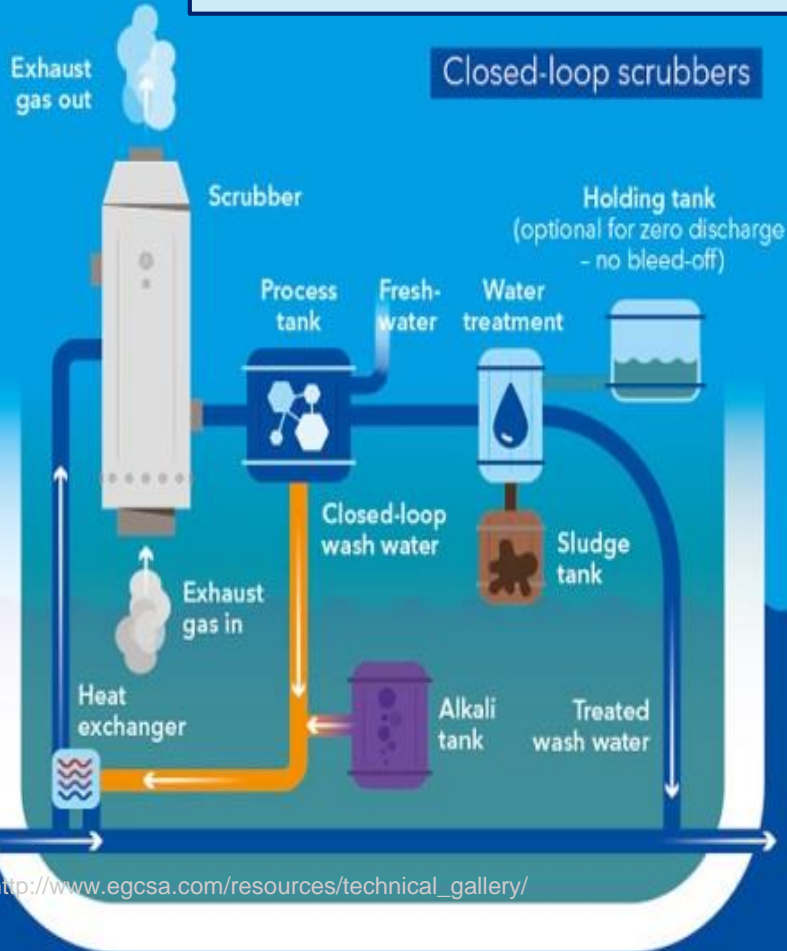 Exhaust
gas out
Closed-loop scrubbers
Scrubber
Holding tank
(optional for zero discharge
– no bleed-off)
Process
tank
Fresh-
water
Water
treatment
Closed-loop
wash water
Sludge
tank
Exhaust
gas in
Heat
exchanger
Alkali
tank
Treated
wash water
ttp://www.egcsa.com/resources/technical_gallery/